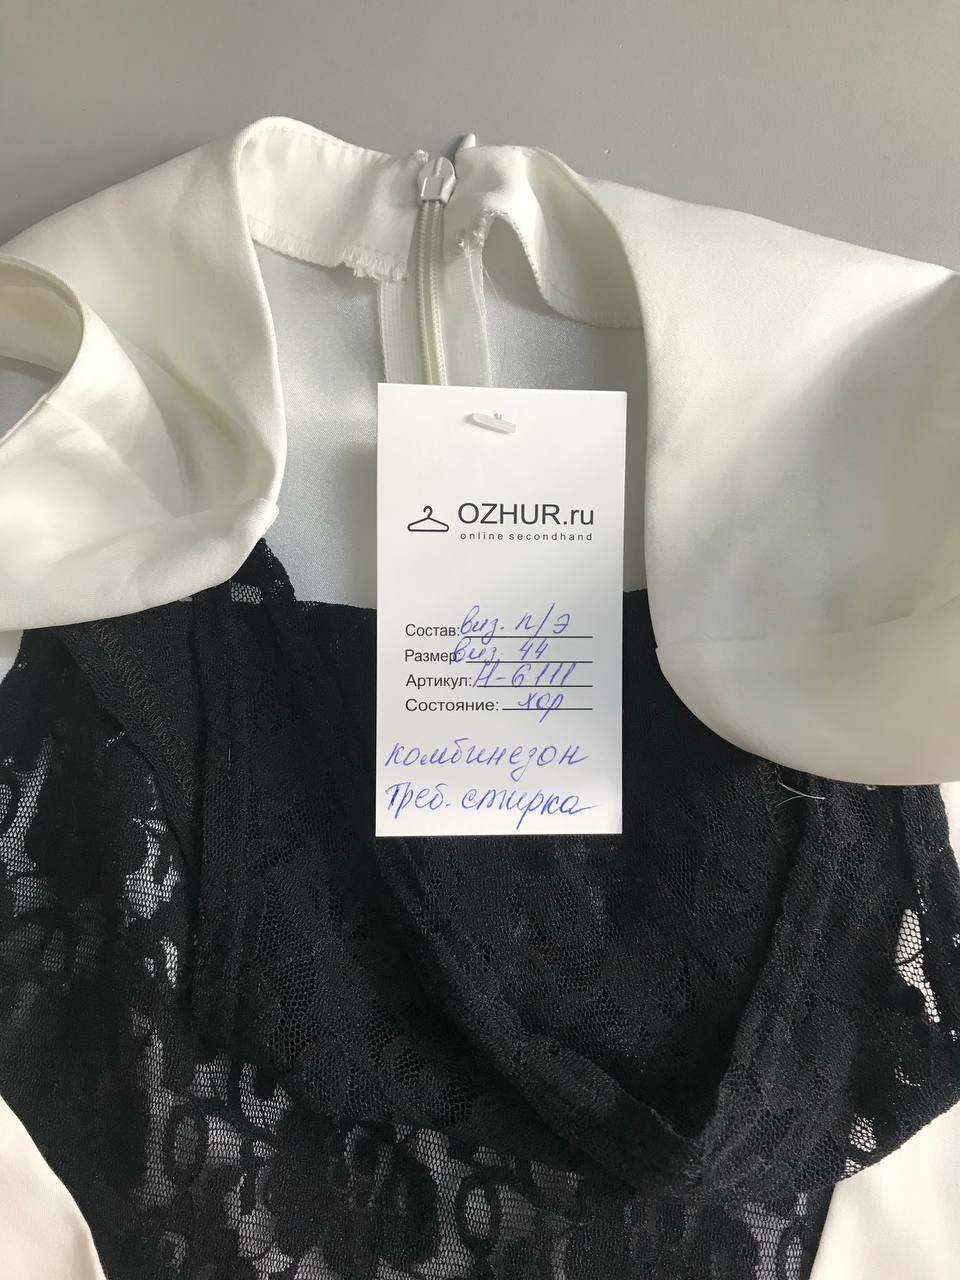 OZHUR.ru
online secondhand
Состав: виз. п/э
Размер: виз. 44
Артикул: Н-6111
Состояние: хор
комбинезон
Треб. стирка